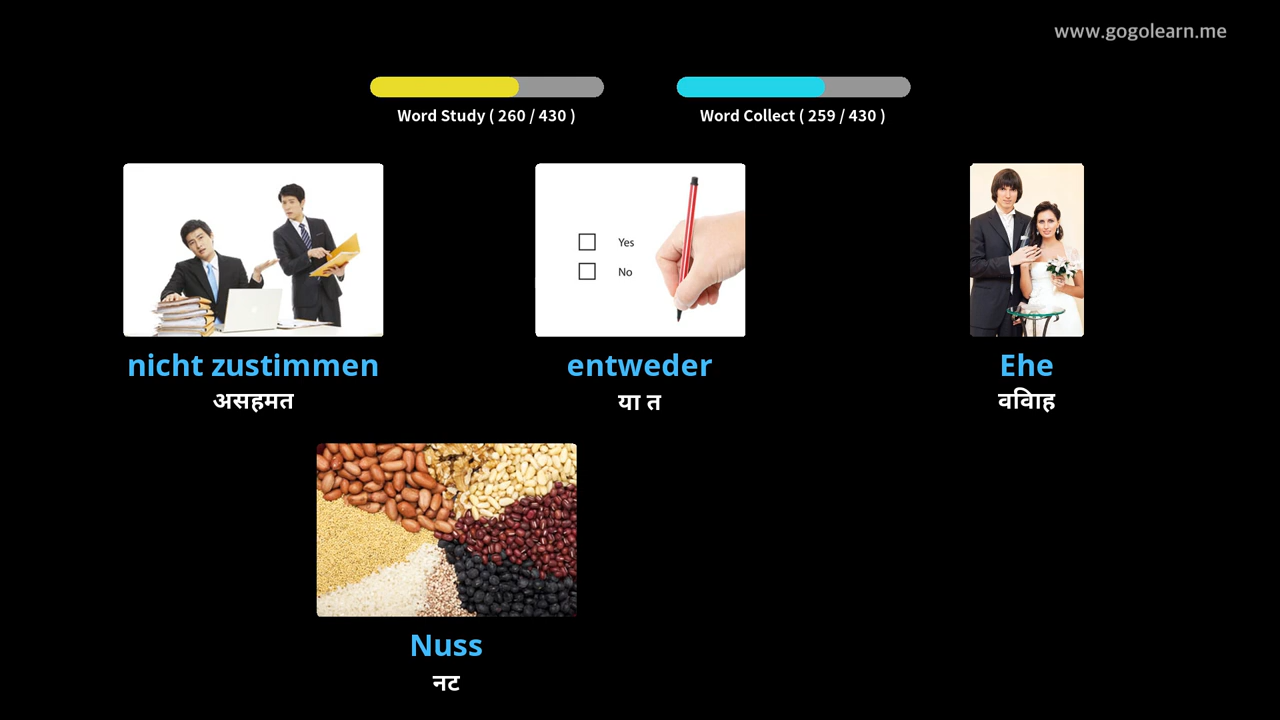 www.gogolearn.me
Word Study ( 260 / 430 )
Word Collect ( 259 / 430 )
Yes
No
nicht zustimmen
असहमत
entweder
या त
Ehe
वविाह
Nuss
नट